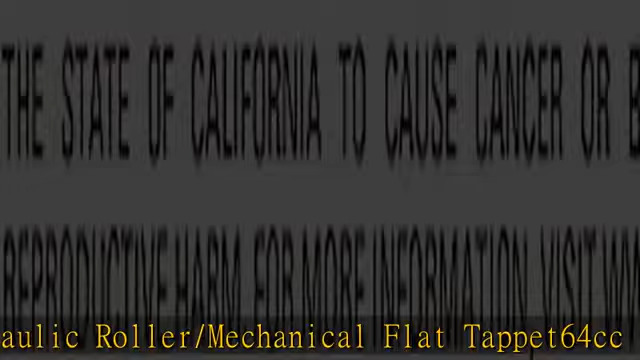 THE STATE OF CALIFORNIA TO CAUSE CANCER OR B
REPRODUCTIVE HARM. FOR MORE INFORMATION, VISIT WW
aulic Roller/Mechanical Flat Tappet64cc